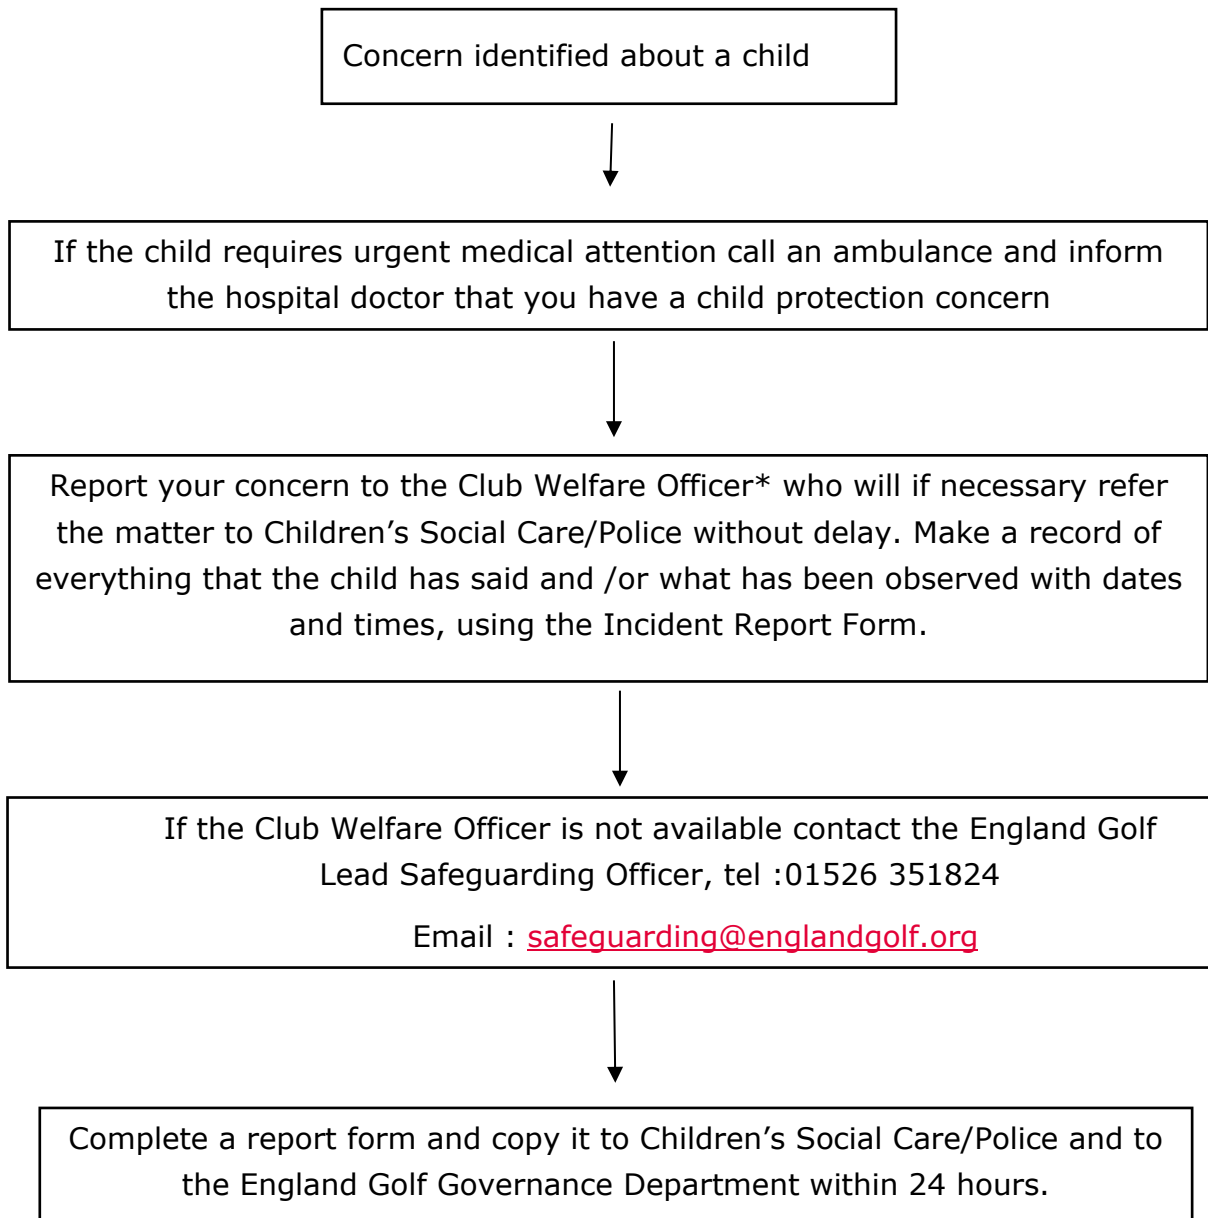 Concern identified about a child
If the child requires urgent medical attention call an ambulance and inform
the hospital doctor that you have a child protection concern
Report your concern to the Club Welfare Officer* who will if necessary refer
the matter to Children’s Social Care/Police without delay. Make a record of
everything that the child has said and /or what has been observed with dates
and times, using the Incident Report Form.
If the Club Welfare Officer is not available contact the England Golf
Lead Safeguarding Officer, tel :01526 351824
Email : safeguarding@englandgolf.org
Complete a report form and copy it to Children’s Social Care/Police and to
the England Golf Governance Department within 24 hours.